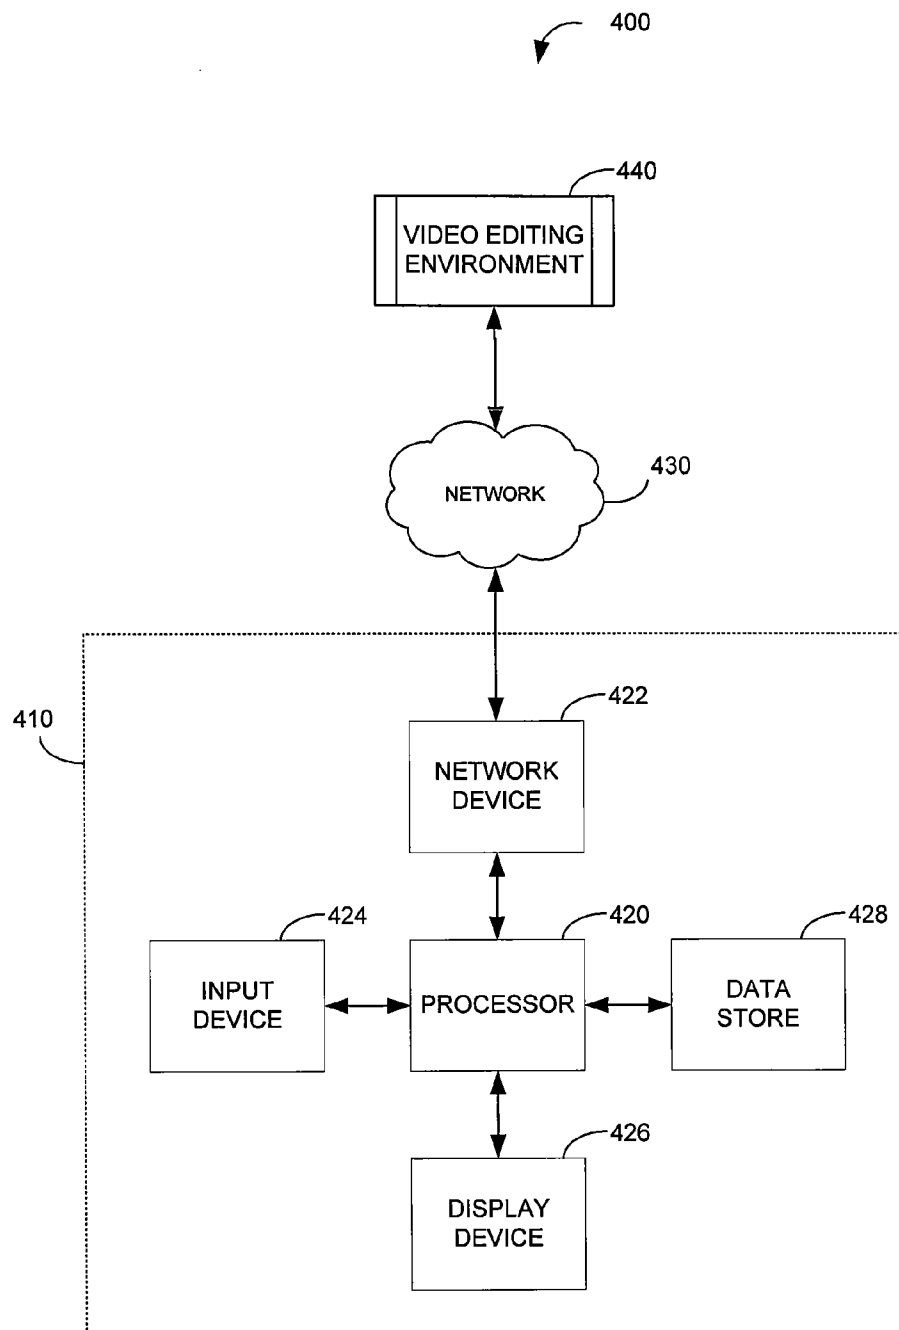 400
440
VIDEO EDITING
ENVIRONMENT
430
NETWORK
410
422
NETWORK
DEVICE
424
420
428
INPUT
DEVICE
PROCESSOR
DATA
STORE
426
DISPLAY
DEVICE